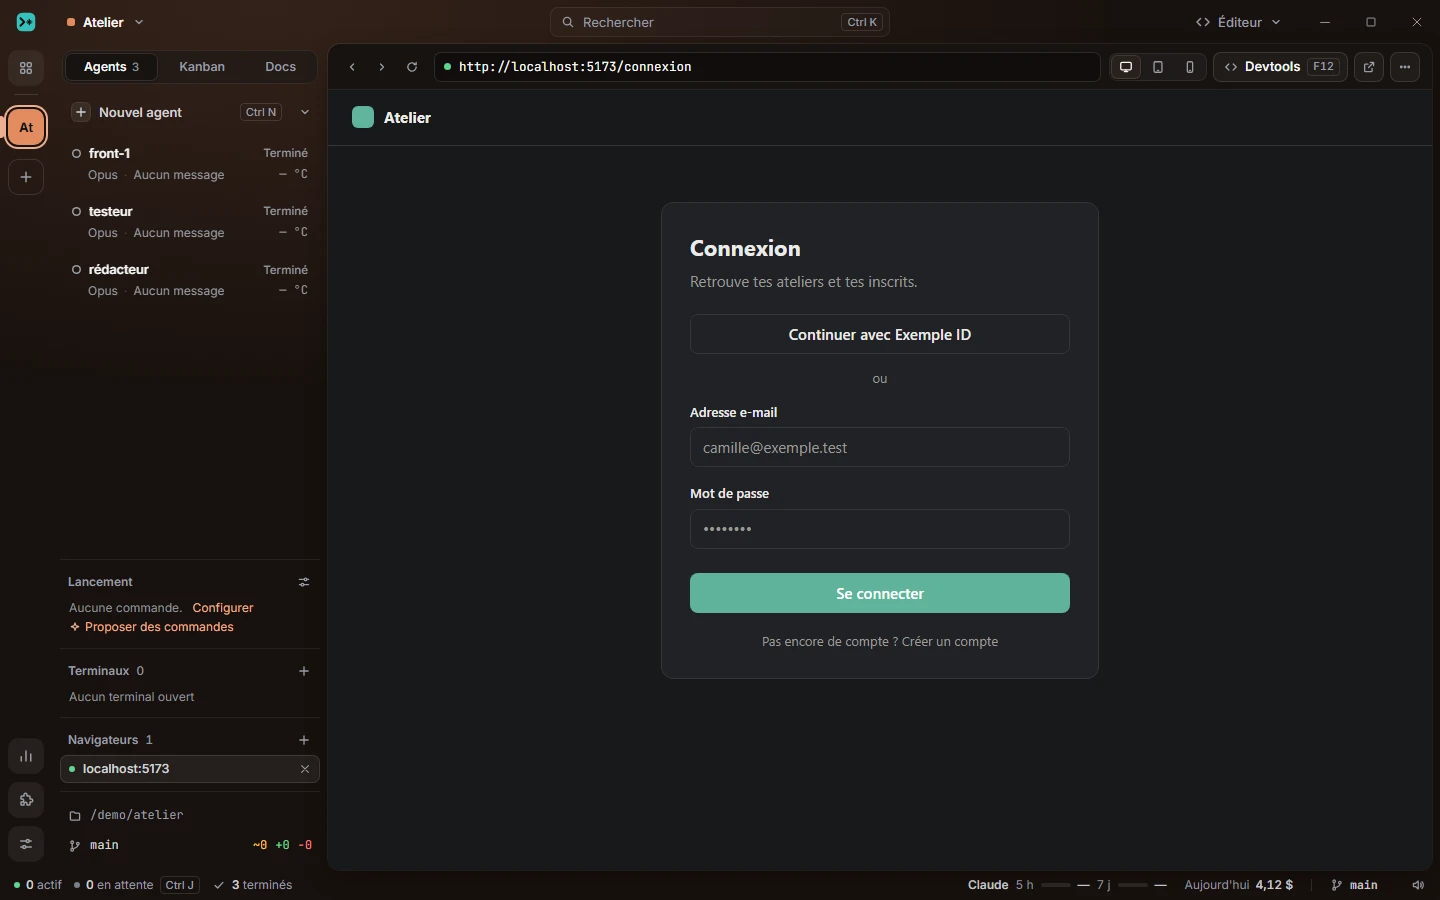 Atelier
Rechercher
Ctrl K
Éditeur
Agents 3
Kanban
Docs
http://localhost:5173/connexion
Devtools F12
Nouvel agent
Ctrl N
At
front-1
Terminé
Opus · Aucun message
— °C
testeur
Terminé
Opus · Aucun message
— °C
rédacteur
Terminé
Opus · Aucun message
— °C
Lancement
Aucune commande. Configurer
Proposer des commandes
Terminaux 0
Aucun terminal ouvert
Navigateurs 1
localhost:5173
/demo/atelier
main
~0 +0 -0
Atelier
Connexion
Retrouve tes ateliers et tes inscrits.
Continuer avec Exemple ID
ou
Adresse e-mail
camille@exemple.test
Mot de passe
••••••••
Se connecter
Pas encore de compte ? Créer un compte
0 actif
0 en attente
Ctrl J
3 terminés
Claude 5 h — 7 j —
Aujourd'hui 4,12 $
main